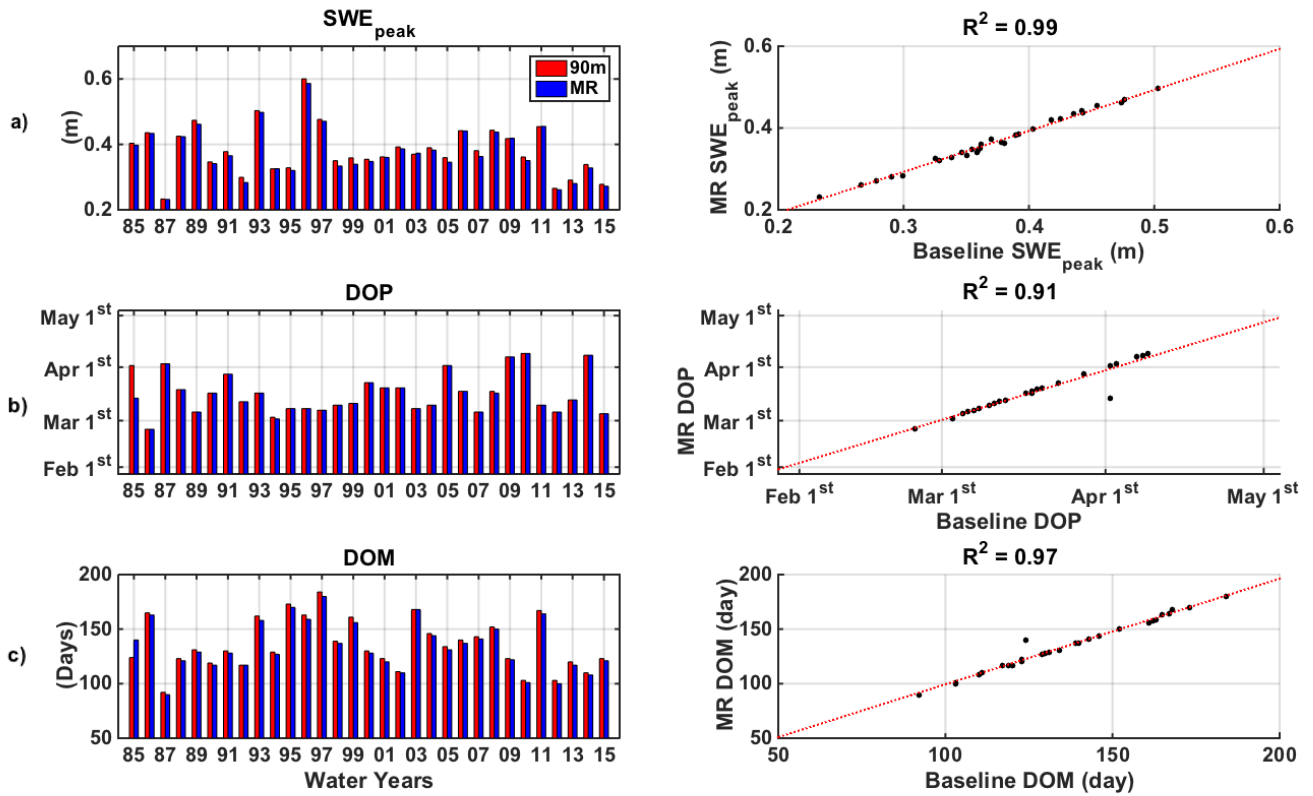 SWEpeak
a)
(m)
0.6
0.4
0.2
90m
MR
85 87 89 91 93 95 97 99 01 03 05 07 09 11 13 15
R2 = 0.99
MR SWEpeak (m)
0.6
0.4
0.2
0.2 0.3 0.4 0.5 0.6
Baseline SWEpeak (m)
DOP
b)
May 1st
Apr 1st
Mar 1st
Feb 1st
85 87 89 91 93 95 97 99 01 03 05 07 09 11 13 15
R2 = 0.91
MR DOP
May 1st
Apr 1st
Mar 1st
Feb 1st
Feb 1st Mar 1st Apr 1st May 1st
Baseline DOP
DOM
c)
(Days)
200
150
100
50
85 87 89 91 93 95 97 99 01 03 05 07 09 11 13 15
Water Years
R2 = 0.97
MR DOM (day)
200
150
100
50
50 100 150 200
Baseline DOM (day)